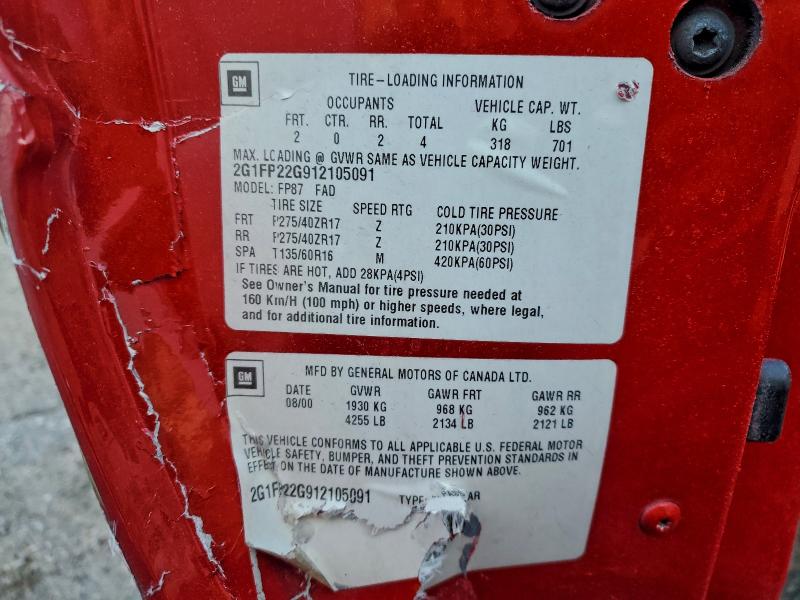 GM
TIRE-LOADING INFORMATION
OCCUPANTS VEHICLE CAP. WT.
FRT. CTR. RR. TOTAL KG LBS
2 0 2 4 318 701
MAX. LOADING @ GVWR SAME AS VEHICLE CAPACITY WEIGHT.
2G1FP22G912105091
MODEL: FP87 FAD
TIRE SIZE SPEED RTG COLD TIRE PRESSURE
FRT P275/40ZR17 Z 210KPA(30PSI)
RR P275/40ZR17 Z 210KPA(30PSI)
SPA T135/60R16 M 420KPA(60PSI)
IF TIRES ARE HOT, ADD 28KPA(4PSI)
See Owner's Manual for tire pressure needed at
160 Km/H (100 mph) or higher speeds, where legal,
and for additional tire information.
GM
MFD BY GENERAL MOTORS OF CANADA LTD.
DATE GVWR GAWR FRT GAWR RR
08/00 1930 KG 968 KG 962 KG
4255 LB 2134 LB 2121 LB
THIS VEHICLE CONFORMS TO ALL APPLICABLE U.S. FEDERAL MOTOR
VEHICLE SAFETY, BUMPER, AND THEFT PREVENTION STANDARDS IN
EFFECT ON THE DATE OF MANUFACTURE SHOWN ABOVE.
2G1FP22G912105091 TYPE: